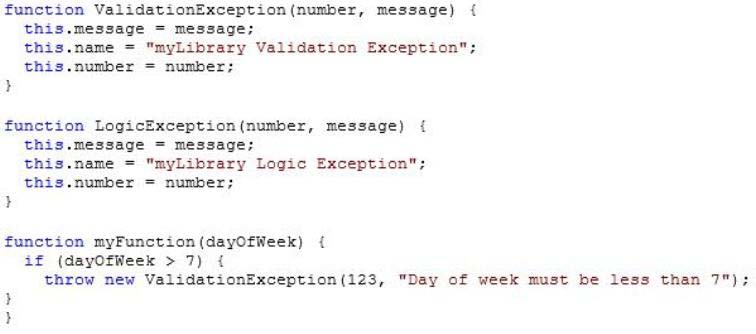 function ValidationException(number, message) {
  this.message = message;
  this.name = "myLibrary Validation Exception";
  this.number = number;
}

function LogicException(number, message) {
  this.message = message;
  this.name = "myLibrary Logic Exception";
  this.number = number;
}

function myFunction(dayOfWeek) {
  if (dayOfWeek > 7) {
    throw new ValidationException(123, "Day of week must be less than 7");
}
}